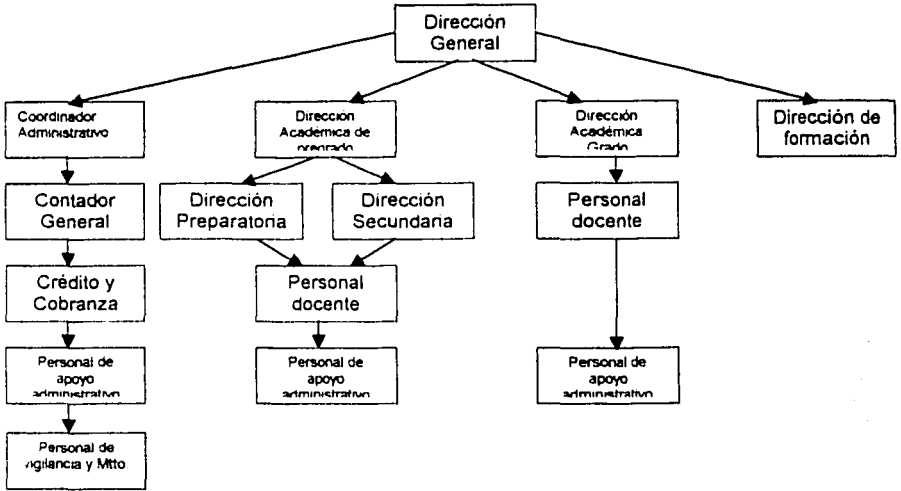 Dirección
General
Coordinador
Administrativo
Dirección
Académica de
pregrado
Dirección
Académica
Grado
Dirección de
formación
Contador
General
Dirección
Preparatoria
Dirección
Secundaria
Personal
docente
Crédito y
Cobranza
Personal
docente
Personal de
apoyo
administrativo
Personal de
apoyo
administrativo
Personal de
apoyo
administrativo
Personal de
vigilancia y Mtto.